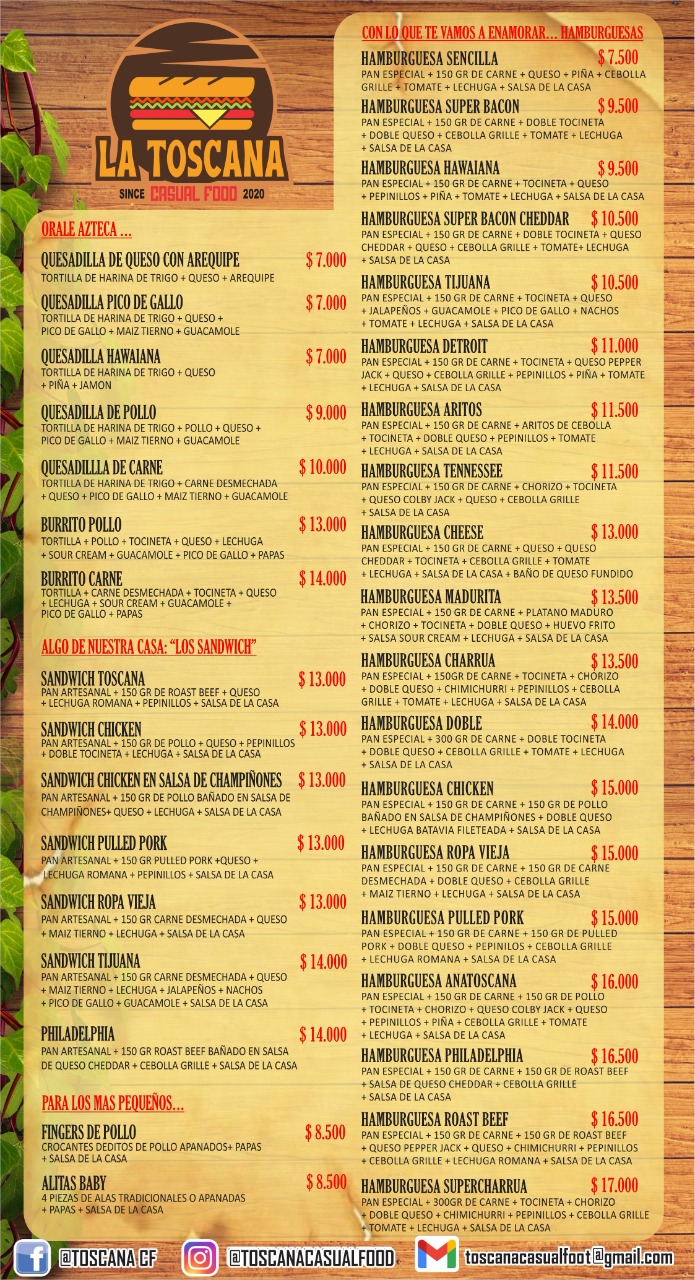 LA TOSCANA
SINCE CASUAL FOOD 2020
ORALE AZTECA ...
QUESADILLA DE QUESO CON AREQUIPE $ 7.000
TORTILLA DE HARINA DE TRIGO + QUESO + AREQUIPE
QUESADILLA PICO DE GALLO $ 7.000
TORTILLA DE HARINA DE TRIGO + QUESO +
PICO DE GALLO + MAIZ TIERNO + GUACAMOLE
QUESADILLA HAWAIANA $ 7.000
TORTILLA DE HARINA DE TRIGO + QUESO
+ PIÑA + JAMON
QUESADILLA DE POLLO $ 9.000
TORTILLA DE HARINA DE TRIGO + POLLO + QUESO +
PICO DE GALLO + MAIZ TIERNO + GUACAMOLE
QUESADILLLA DE CARNE $ 10.000
TORTILLA DE HARINA DE TRIGO + CARNE DESMECHADA
+ QUESO + PICO DE GALLO + MAIZ TIERNO + GUACAMOLE
BURRITO POLLO $ 13.000
TORTILLA + POLLO + TOCINETA + QUESO + LECHUGA
+ SOUR CREAM + GUACAMOLE + PICO DE GALLO + PAPAS
BURRITO CARNE $ 14.000
TORTILLA + CARNE DESMECHADA + TOCINETA + QUESO
+ LECHUGA + SOUR CREAM + GUACAMOLE +
PICO DE GALLO + PAPAS
ALGO DE NUESTRA CASA: “LOS SANDWICH”
SANDWICH TOSCANA $ 13.000
PAN ARTESANAL + 150 GR DE ROAST BEEF + QUESO
+ LECHUGA ROMANA + PEPINILLOS + SALSA DE LA CASA
SANDWICH CHICKEN $ 13.000
PAN ARTESANAL + 150 GR DE POLLO + QUESO + PEPINILLOS
+ DOBLE TOCINETA + LECHUGA + SALSA DE LA CASA
SANDWICH CHICKEN EN SALSA DE CHAMPIÑONES $ 13.000
PAN ARTESANAL + 150 GR DE POLLO BAÑADO EN SALSA DE
CHAMPIÑONES+ QUESO + LECHUGA + SALSA DE LA CASA
SANDWICH PULLED PORK $ 13.000
PAN ARTESANAL + 150 GR PULLED PORK +QUESO +
LECHUGA ROMANA + PEPINILLOS + SALSA DE LA CASA
SANDWICH ROPA VIEJA $ 13.000
PAN ARTESANAL + 150 GR CARNE DESMECHADA + QUESO
+ MAIZ TIERNO + LECHUGA + SALSA DE LA CASA
SANDWICH TIJUANA $ 14.000
PAN ARTESANAL + 150 GR CARNE DESMECHADA + QUESO
+ MAIZ TIERNO + LECHUGA + JALAPEÑOS + NACHOS
+ PICO DE GALLO + GUACAMOLE + SALSA DE LA CASA
PHILADELPHIA $ 14.000
PAN ARTESANAL + 150 GR ROAST BEEF BAÑADO EN SALSA
DE QUESO CHEDDAR + CEBOLLA GRILLE + SALSA DE LA CASA
PARA LOS MAS PEQUEÑOS...
FINGERS DE POLLO $ 8.500
CROCANTES DEDITOS DE POLLO APANADOS+ PAPAS
+ SALSA DE LA CASA
ALITAS BABY $ 8.500
4 PIEZAS DE ALAS TRADICIONALES O APANADAS
+ PAPAS + SALSA DE LA CASA
CON LO QUE TE VAMOS A ENAMORAR... HAMBURGUESAS
HAMBURGUESA SENCILLA $ 7.500
PAN ESPECIAL + 150 GR DE CARNE + QUESO + PIÑA + CEBOLLA
GRILLE + TOMATE + LECHUGA + SALSA DE LA CASA
HAMBURGUESA SUPER BACON $ 9.500
PAN ESPECIAL + 150 GR DE CARNE + DOBLE TOCINETA
+ DOBLE QUESO + CEBOLLA GRILLE + TOMATE + LECHUGA
+ SALSA DE LA CASA
HAMBURGUESA HAWAIANA $ 9.500
PAN ESPECIAL + 150 GR DE CARNE + TOCINETA + QUESO
+ PEPINILLOS + PIÑA + TOMATE + LECHUGA + SALSA DE LA CASA
HAMBURGUESA SUPER BACON CHEDDAR $ 10.500
PAN ESPECIAL + 150 GR DE CARNE + DOBLE TOCINETA + QUESO
CHEDDAR + QUESO + CEBOLLA GRILLE + TOMATE+ LECHUGA
+ SALSA DE LA CASA
HAMBURGUESA TIJUANA $ 10.500
PAN ESPECIAL + 150 GR DE CARNE + TOCINETA + QUESO
+ JALAPEÑOS + GUACAMOLE + PICO DE GALLO + NACHOS
+ TOMATE + LECHUGA + SALSA DE LA CASA
HAMBURGUESA DETROIT $ 11.000
PAN ESPECIAL + 150 GR DE CARNE + TOCINETA + QUESO PEPPER
JACK + QUESO + CEBOLLA GRILLE + PEPINILLOS + PIÑA + TOMATE
+ LECHUGA + SALSA DE LA CASA
HAMBURGUESA ARITOS $ 11.500
PAN ESPECIAL + 150 GR DE CARNE + ARITOS DE CEBOLLA
+ TOCINETA + DOBLE QUESO + PEPINILLOS + TOMATE
+ LECHUGA + SALSA DE LA CASA
HAMBURGUESA TENNESSEE $ 11.500
PAN ESPECIAL + 150 GR DE CARNE + CHORIZO + TOCINETA
+ QUESO COLBY JACK + QUESO + CEBOLLA GRILLE
+ SALSA DE LA CASA
HAMBURGUESA CHEESE $ 13.000
PAN ESPECIAL + 150 GR DE CARNE + QUESO + QUESO
CHEDDAR + TOCINETA + CEBOLLA GRILLE + TOMATE
+ LECHUGA + SALSA DE LA CASA + BAÑO DE QUESO FUNDIDO
HAMBURGUESA MADURITA $ 13.500
PAN ESPECIAL + 150 GR DE CARNE + PLATANO MADURO
+ CHORIZO + TOCINETA + DOBLE QUESO + HUEVO FRITO
+ SALSA SOUR CREAM + LECHUGA + SALSA DE LA CASA
HAMBURGUESA CHARRUA $ 13.500
PAN ESPECIAL + 150GR DE CARNE +TOCINETA + CHORIZO
+ DOBLE QUESO + CHIMICHURRI + PEPINILLOS + CEBOLLA
GRILLE + TOMATE + LECHUGA + SALSA DE LA CASA
HAMBURGUESA DOBLE $ 14.000
PAN ESPECIAL + 300 GR DE CARNE + DOBLE TOCINETA
+ DOBLE QUESO + CEBOLLA GRILLE + TOMATE + LECHUGA
+ SALSA DE LA CASA
HAMBURGUESA CHICKEN $ 15.000
PAN ESPECIAL + 150 GR DE CARNE + 150 GR DE POLLO
BAÑADO EN SALSA DE CHAMPIÑONES + DOBLE QUESO
+ LECHUGA BATAVIA FILETEADA + SALSA DE LA CASA
HAMBURGUESA ROPA VIEJA $ 15.000
PAN ESPECIAL + 150 GR DE CARNE + 150 GR DE CARNE
DESMECHADA + DOBLE QUESO + CEBOLLA GRILLE
+ MAIZ TIERNO + LECHUGA + SALSA DE LA CASA
HAMBURGUESA PULLED PORK $ 15.000
PAN ESPECIAL + 150 GR DE CARNE + 150 GR DE PULLED
PORK + DOBLE QUESO + PEPINILOS + CEBOLLA GRILLE
+ LECHUGA ROMANA + SALSA DE LA CASA
HAMBURGUESA ANATOSCANA $ 16.000
PAN ESPECIAL + 150 GR DE CARNE + 150 GR DE POLLO
+ TOCINETA + CHORIZO + QUESO COLBY JACK + QUESO
+ PEPINILLOS + PIÑA + CEBOLLA GRILLE + TOMATE
+ LECHUGA + SALSA DE LA CASA
HAMBURGUESA PHILADELPHIA $ 16.500
PAN ESPECIAL + 150 GR DE CARNE + 150 GR DE ROAST BEEF
+ SALSA DE QUESO CHEDDAR + CEBOLLA GRILLE
+ SALSA DE LA CASA
HAMBURGUESA ROAST BEEF $ 16.500
PAN ESPECIAL + 150 GR DE CARNE + 150 GR DE ROAST BEEF
+ QUESO PEPPER JACK + QUESO + CHIMICHURRI + PEPINILLOS
+ CEBOLLA GRILLE + LECHUGA ROMANA + SALSA DE LA CASA
HAMBURGUESA SUPERCHARRUA $ 17.000
PAN ESPECIAL + 300GR DE CARNE + TOCINETA + CHORIZO
+ DOBLE QUESO + CHIMICHURRI + PEPINILLOS + CEBOLLA GRILLE
+ TOMATE + LECHUGA + SALSA DE LA CASA
@TOSCANA CF @TOSCANACASUALFOOD toscanacasualfoot@gmail.com